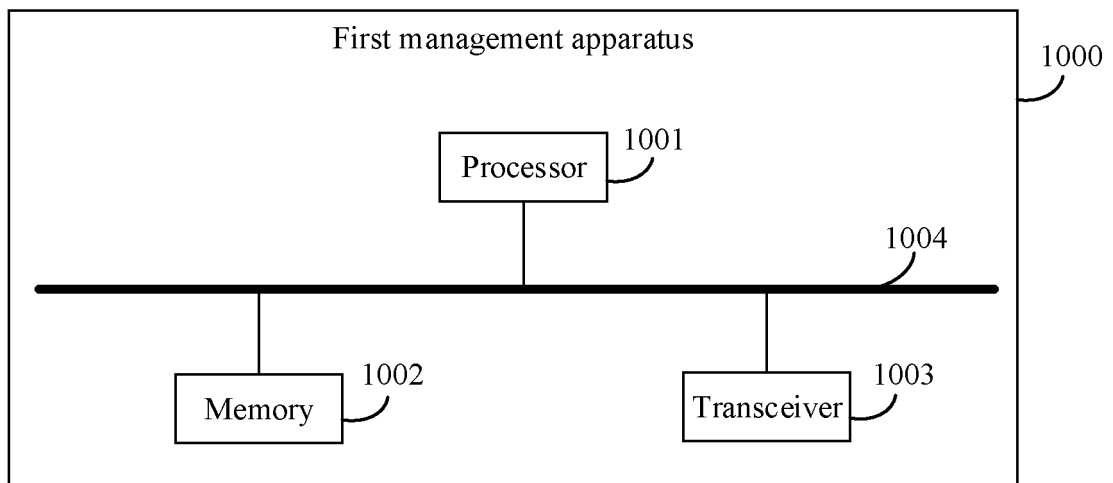 First management apparatus
1000
1001
Processor
1004
1002
Memory
1003
Transceiver